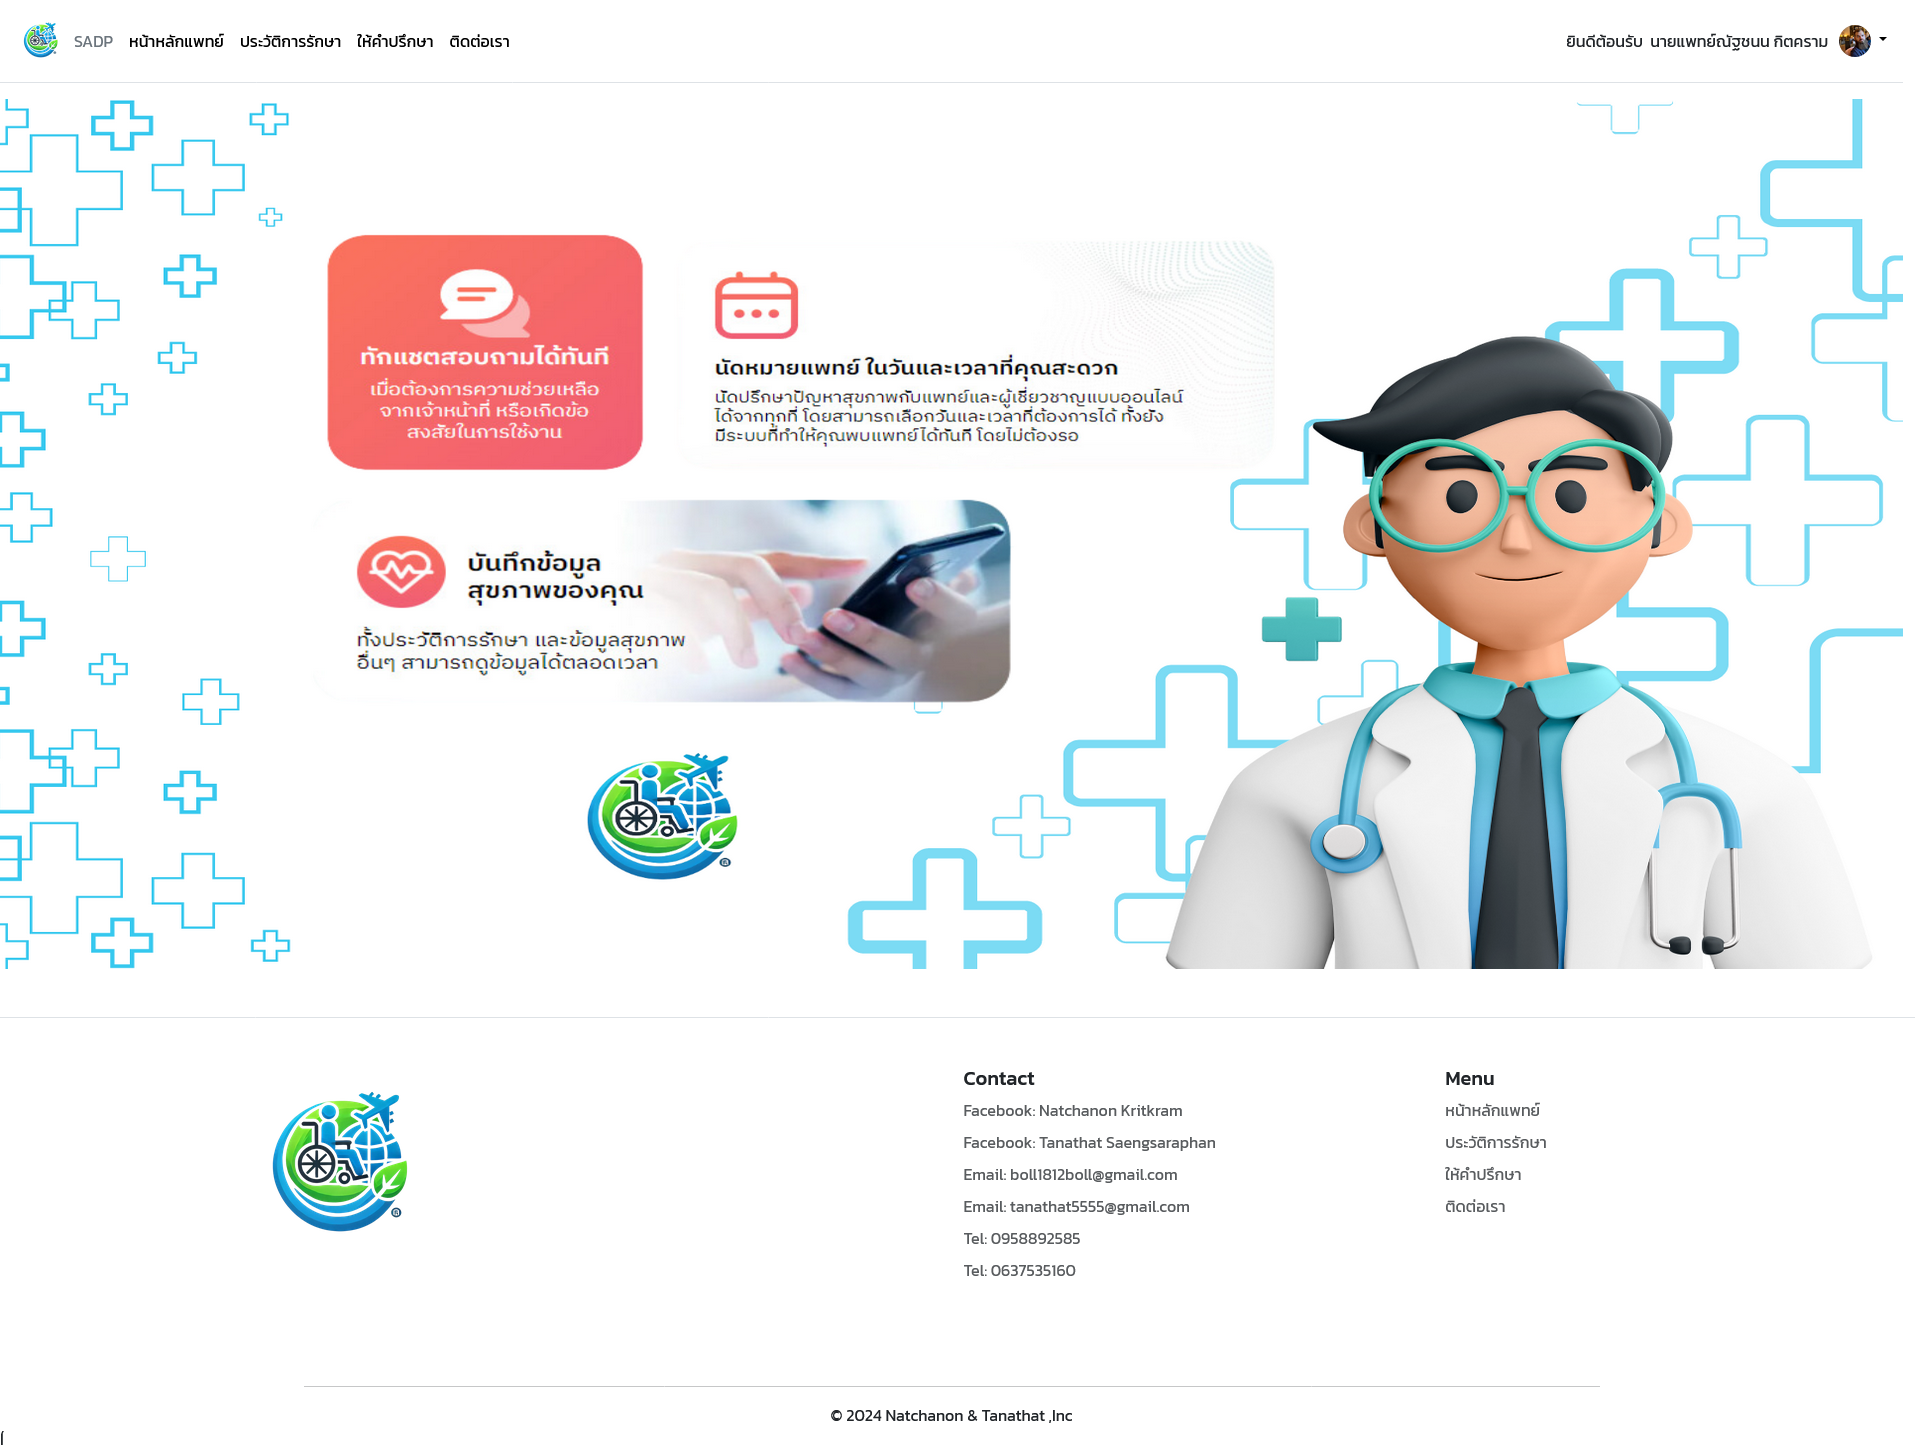 SADP หน้าหลักแพทย์ ประวัติการรักษา ให้คำปรึกษา ติดต่อเรา
ยินดีต้อนรับ นายแพทย์ณัฐชนน กิตคราม
ทักแชตสอบถามได้ทันที
เมื่อต้องการความช่วยเหลือ
จากเจ้าหน้าที่ หรือเกิดข้อ
สงสัยในการใช้งาน
นัดหมายแพทย์ ในวันและเวลาที่คุณสะดวก
นัดปรึกษาปัญหาสุขภาพกับแพทย์และผู้เชี่ยวชาญแบบออนไลน์
ได้จากทุกที่ โดยสามารถเลือกวันและเวลาที่ต้องการได้ ทั้งยัง
มีระบบที่ทำให้คุณพบแพทย์ได้ทันที โดยไม่ต้องรอ
บันทึกข้อมูล
สุขภาพของคุณ
ทั้งประวัติการรักษา และข้อมูลสุขภาพ
อื่นๆ สามารถดูข้อมูลได้ตลอดเวลา
Contact
Facebook: Natchanon Kritkram
Facebook: Tanathat Saengsaraphan
Email: boll1812boll@gmail.com
Email: tanathat5555@gmail.com
Tel: 0958892585
Tel: 0637535160
Menu
หน้าหลักแพทย์
ประวัติการรักษา
ให้คำปรึกษา
ติดต่อเรา
© 2024 Natchanon & Tanathat ,Inc